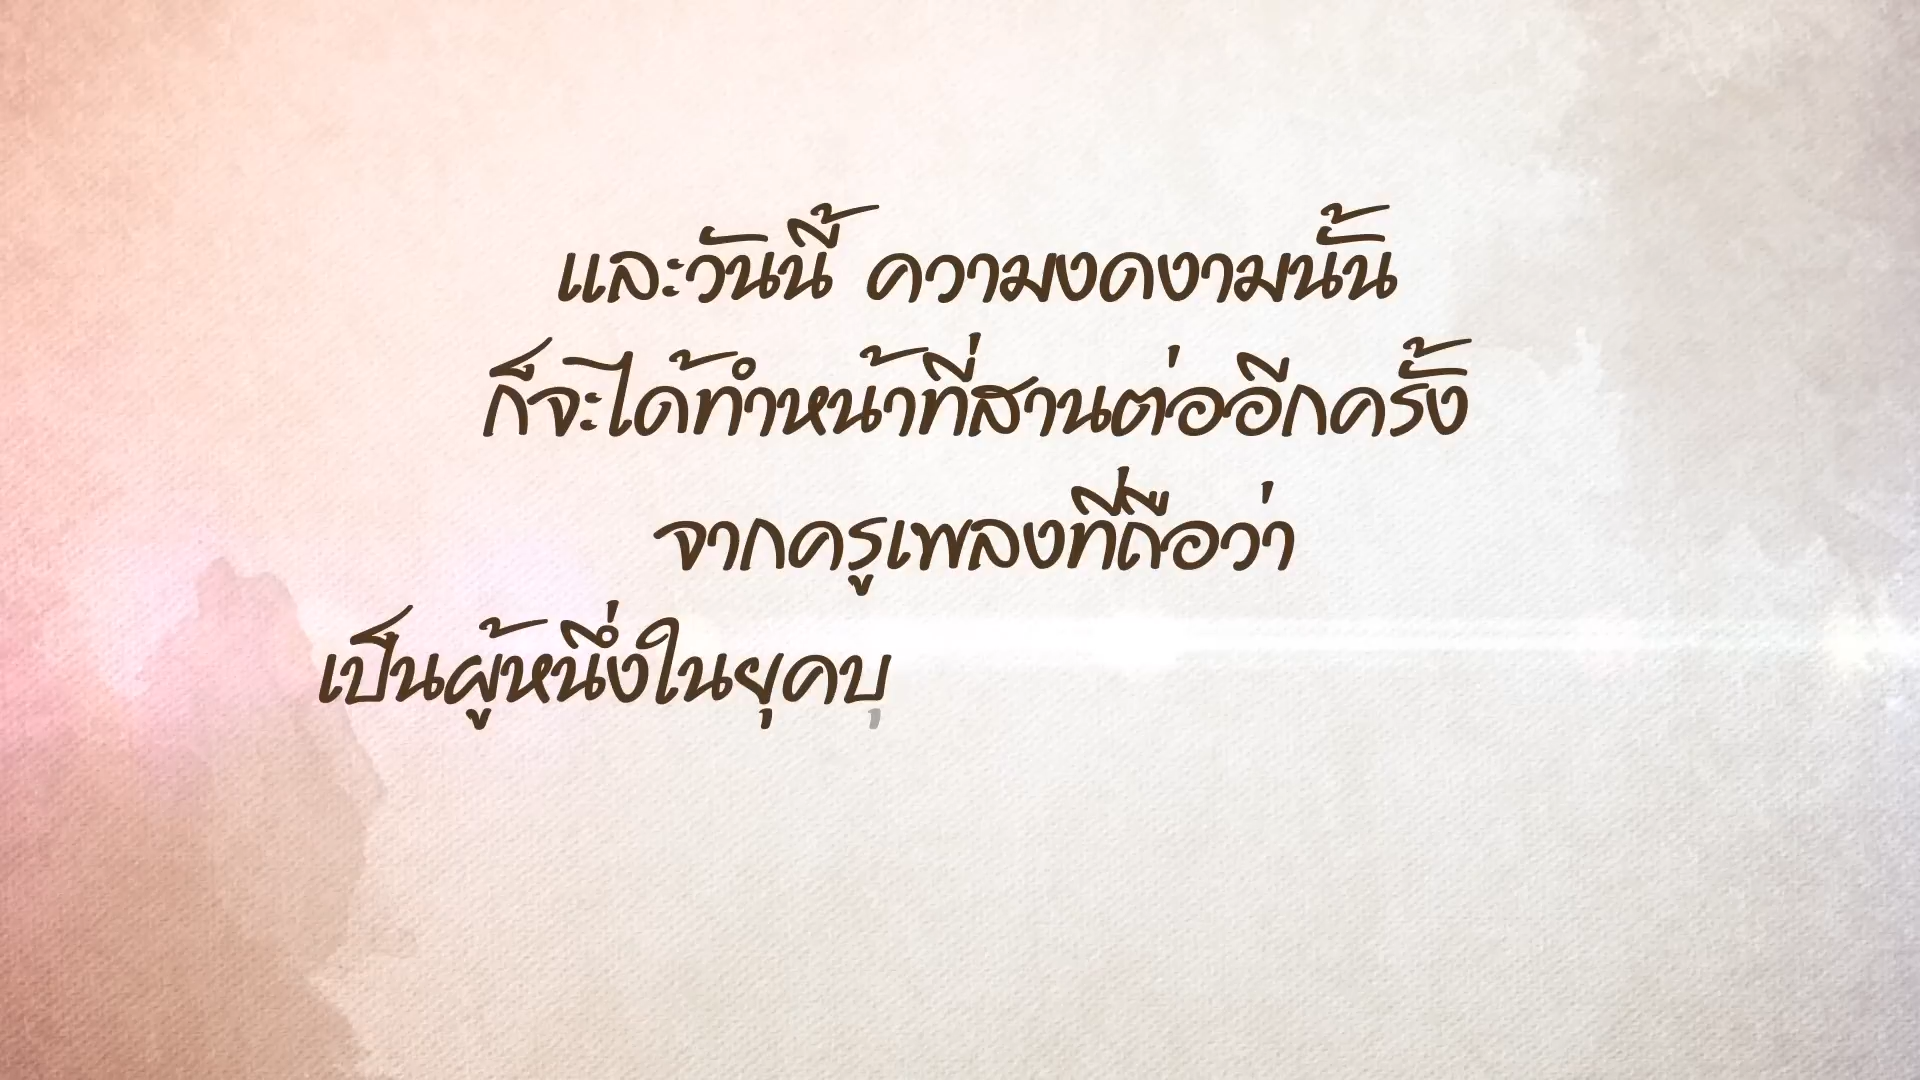 และวันนี้ ความงดงามนั้น
ก็จะได้ทำหน้าที่สานต่ออีกครั้ง
จากครูเพลงที่ถือว่า
เป็นผู้หนึ่งในยุคบุ